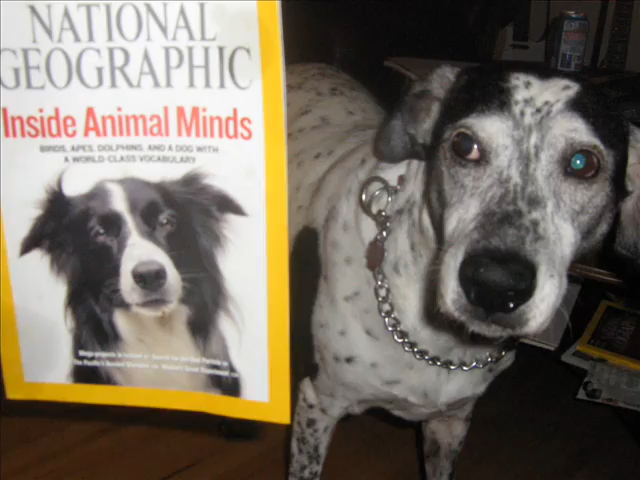 NATIONAL
GEOGRAPHIC
Inside Animal Minds
BIRDS, APES, DOLPHINS, AND A DOG WITH
A WORLD-CLASS VOCABULARY